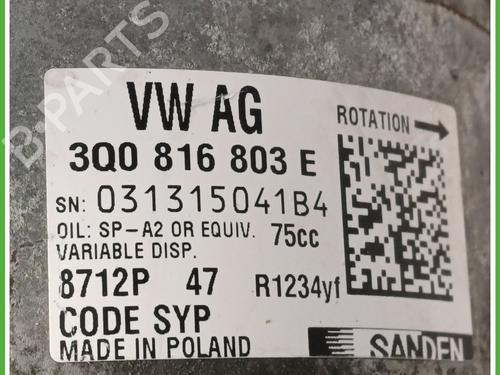 VW AG
ROTATION
3Q0 816 803 E
SN: 031315041B4
OIL: SP-A2 OR EQUIV. 75cc
VARIABLE DISP.
8712P 47 R1234yf
CODE SYP
MADE IN POLAND
SANDEN
B-PARTS